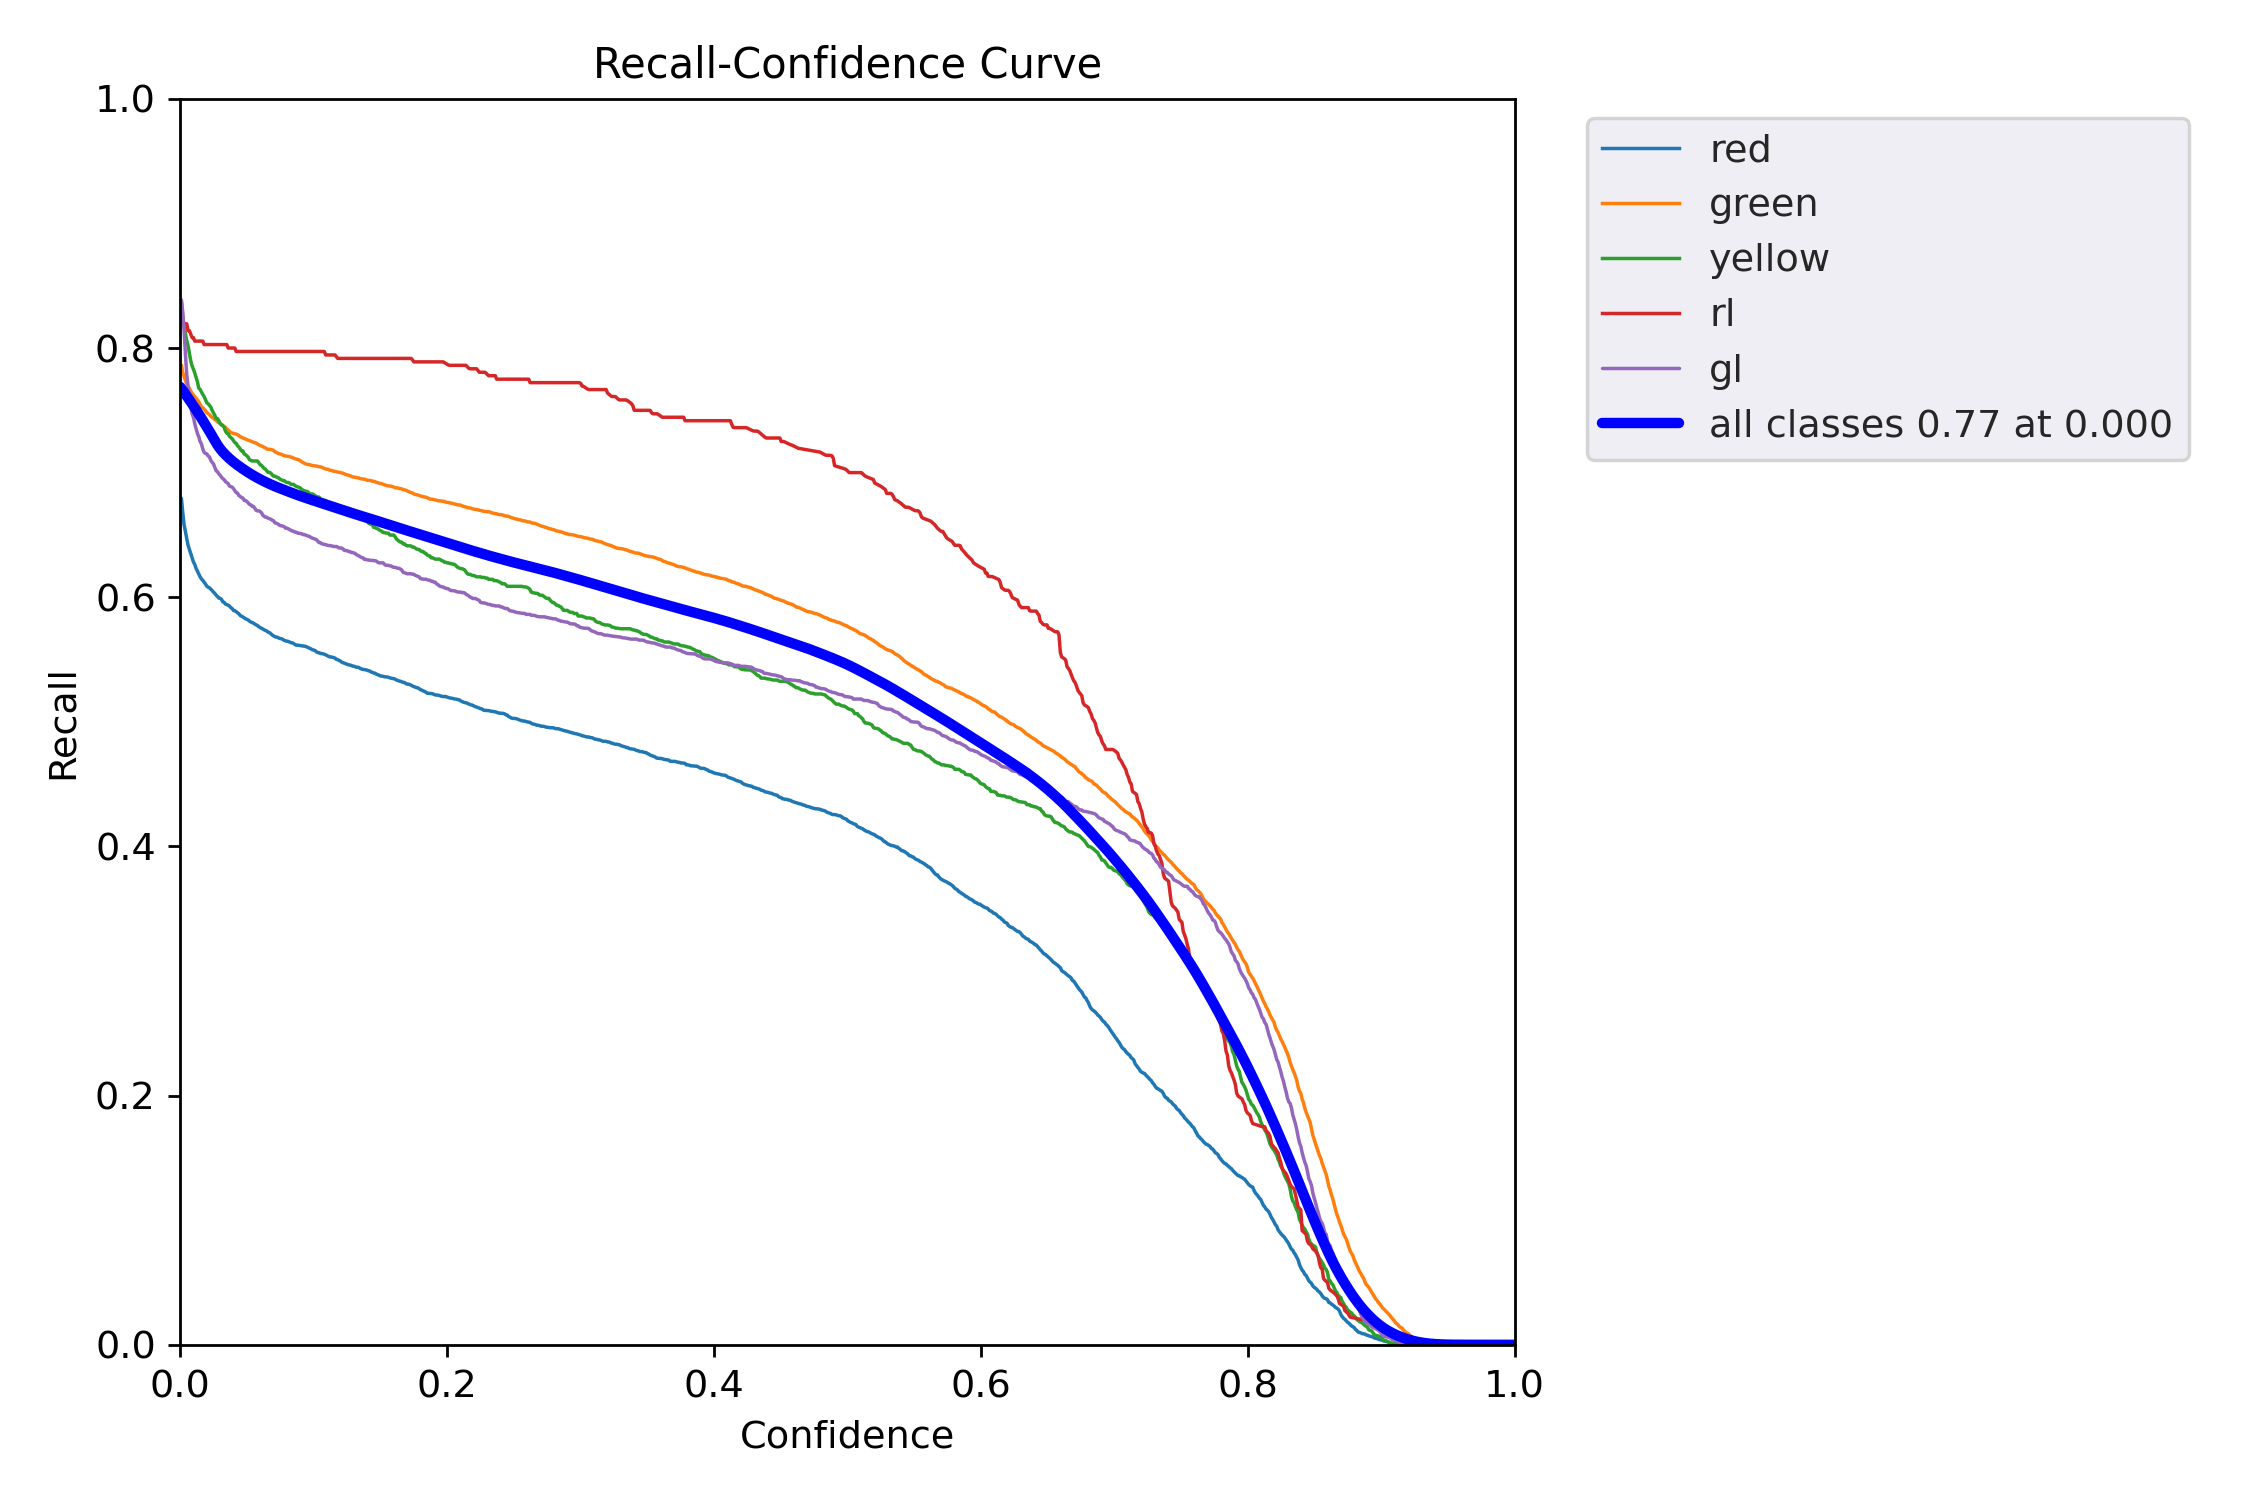 Recall-Confidence Curve
1.0
0.8
0.6
0.4
0.2
0.0
Recall
0.0 0.2 0.4 0.6 0.8 1.0
Confidence
red
green
yellow
rl
gl
all classes 0.77 at 0.000